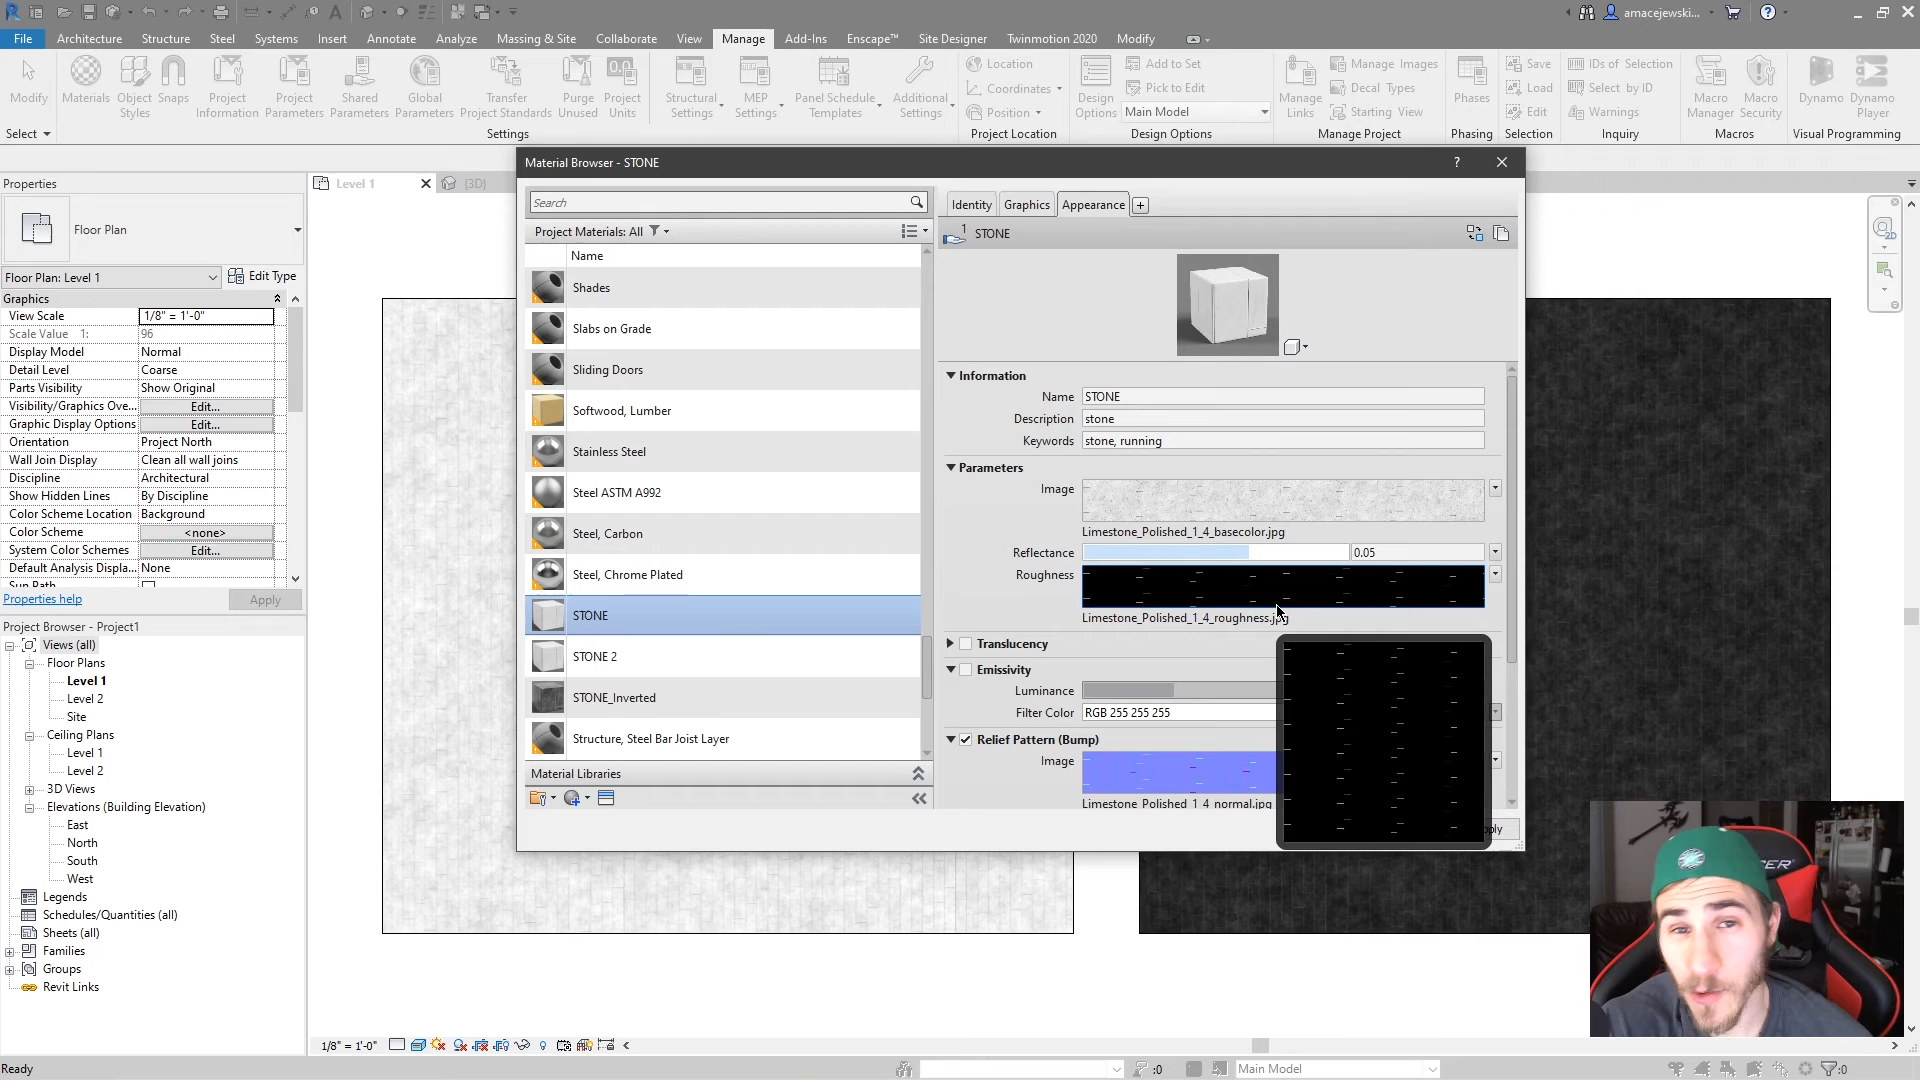 amacejewski...
File Architecture Structure Steel Systems Insert Annotate Analyze Massing & Site Collaborate View Manage Add-Ins Enscape™ Site Designer Twinmotion 2020 Modify
Modify
Materials
Object Styles
Snaps
Project Information
Project Parameters
Shared Parameters
Global Parameters
Transfer Project Standards
Purge Unused
Project Units
Structural Settings
MEP Settings
Panel Schedule Templates
Additional Settings
Location
Coordinates
Position
Design Options
Add to Set
Pick to Edit
Main Model
Manage Links
Manage Images
Decal Types
Starting View
Phases
Save
Load
Edit
IDs of Selection
Select by ID
Warnings
Macro Manager
Macro Security
Dynamo
Dynamo Player
Select
Settings
Project Location
Design Options
Manage Project
Phasing
Selection
Inquiry
Macros
Visual Programming
Properties
Floor Plan
Floor Plan: Level 1
Edit Type
Graphics
View Scale 1/8" = 1'-0"
Scale Value 1: 96
Display Model Normal
Detail Level Coarse
Parts Visibility Show Original
Visibility/Graphics Ove... Edit...
Graphic Display Options Edit...
Orientation Project North
Wall Join Display Clean all wall joins
Discipline Architectural
Show Hidden Lines By Discipline
Color Scheme Location Background
Color Scheme <none>
System Color Schemes Edit...
Default Analysis Displa... None
Sun Path
Properties help
Apply
Project Browser - Project1
Views (all)
Floor Plans
Level 1
Level 2
Site
Ceiling Plans
Level 1
Level 2
3D Views
Elevations (Building Elevation)
East
North
South
West
Legends
Schedules/Quantities (all)
Sheets (all)
Families
Groups
Revit Links
Level 1
{3D}
Material Browser - STONE
?
Search
Project Materials: All
Name
Shades
Slabs on Grade
Sliding Doors
Softwood, Lumber
Stainless Steel
Steel ASTM A992
Steel, Carbon
Steel, Chrome Plated
STONE
STONE 2
STONE_Inverted
Structure, Steel Bar Joist Layer
Material Libraries
Identity Graphics Appearance
1 STONE
Information
Name STONE
Description stone
Keywords stone, running
Parameters
Image
Limestone_Polished_1_4_basecolor.jpg
Reflectance 0.05
Roughness
Limestone_Polished_1_4_roughness.jpg
Translucency
Emissivity
Luminance
Filter Color RGB 255 255 255
Relief Pattern (Bump)
Image
Limestone_Polished_1_4_normal.jpg
2D
1/8" = 1'-0"
Ready
:0
Main Model
:0